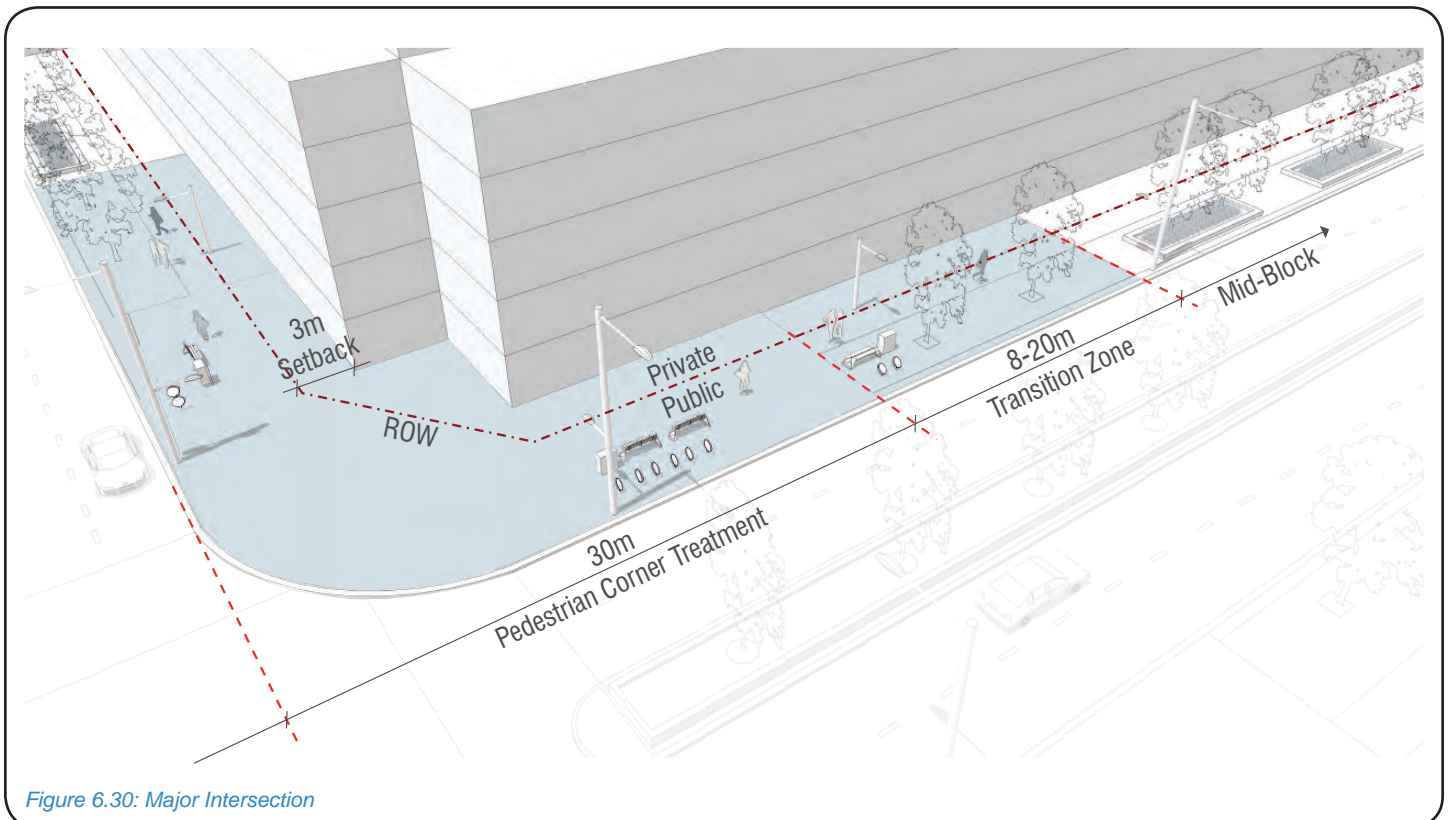 3m
Setback
ROW
Private
Public
30m
Pedestrian Corner Treatment
8-20m
Transition Zone
Mid-Block
Figure 6.30: Major Intersection